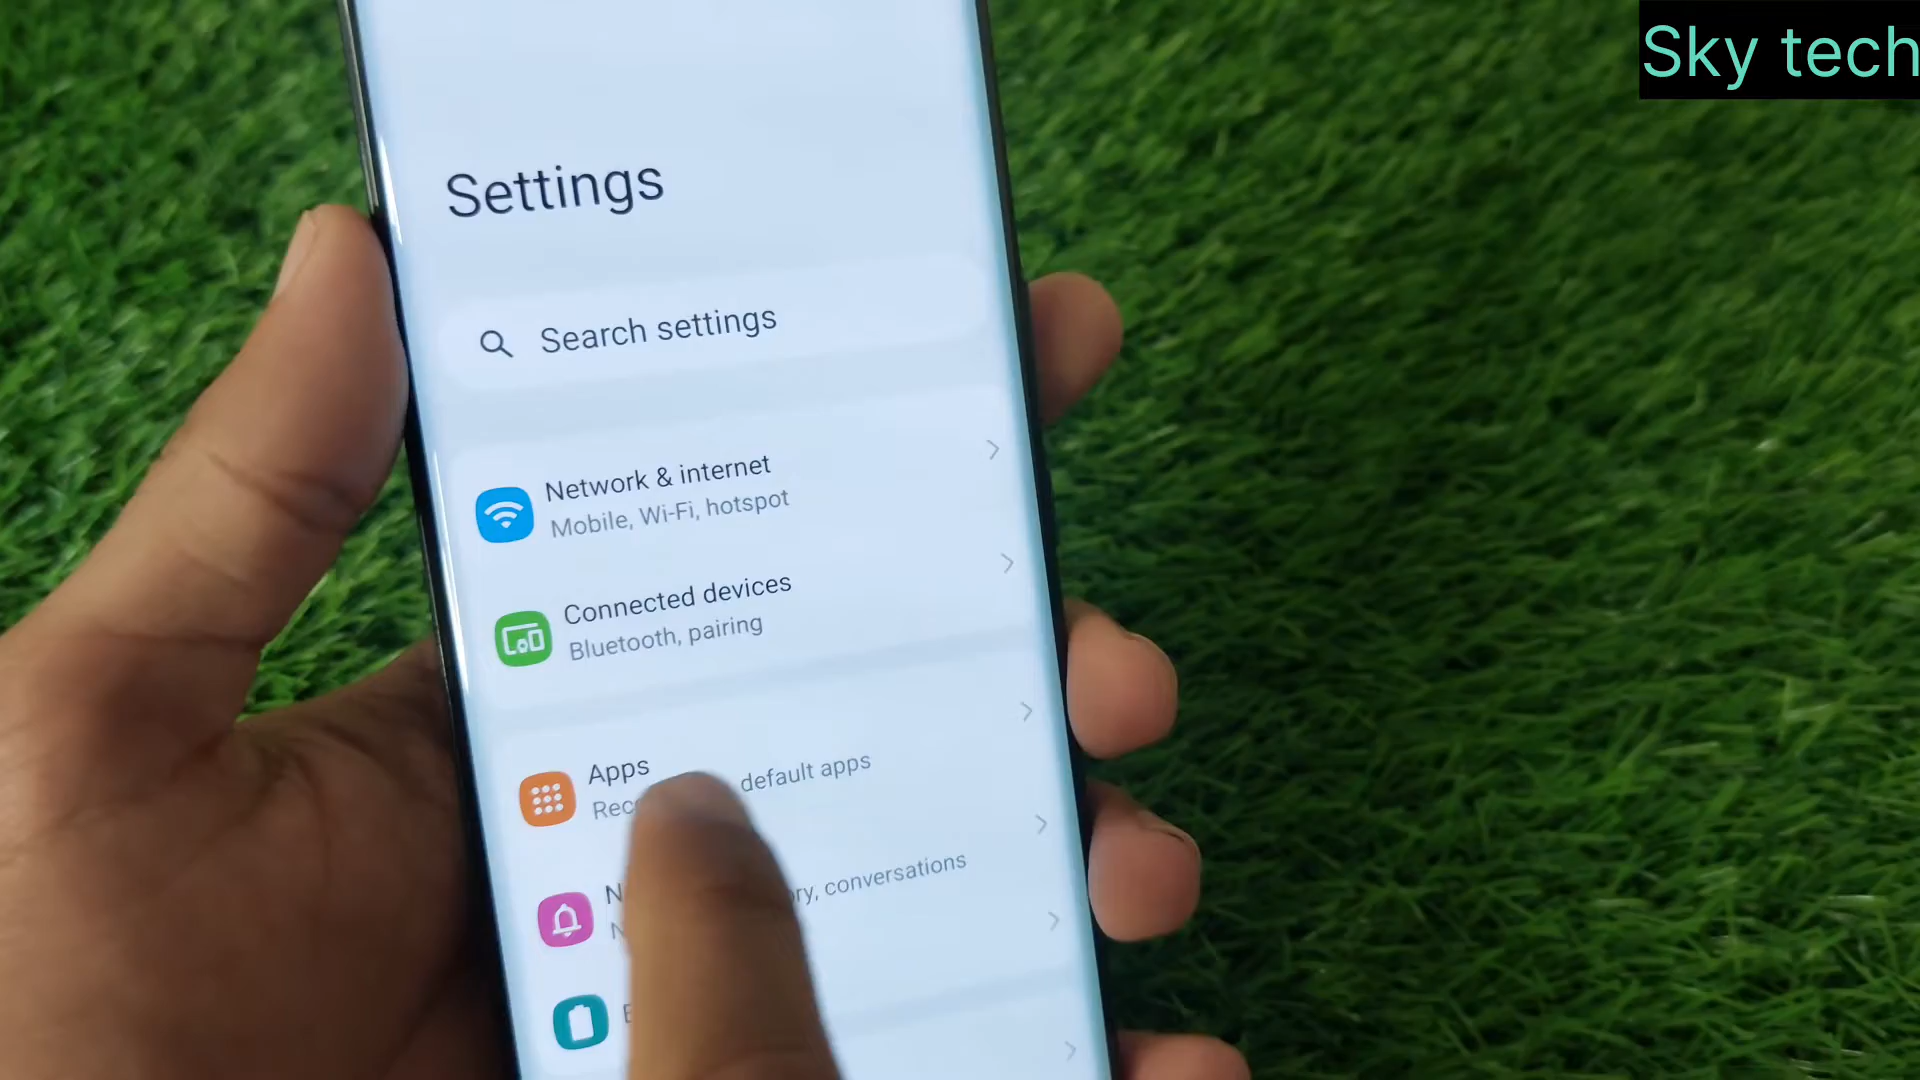 Sky tech
Settings
Search settings
Network & internet
Mobile, Wi-Fi, hotspot
Connected devices
Bluetooth, pairing
Apps
default apps
conversations